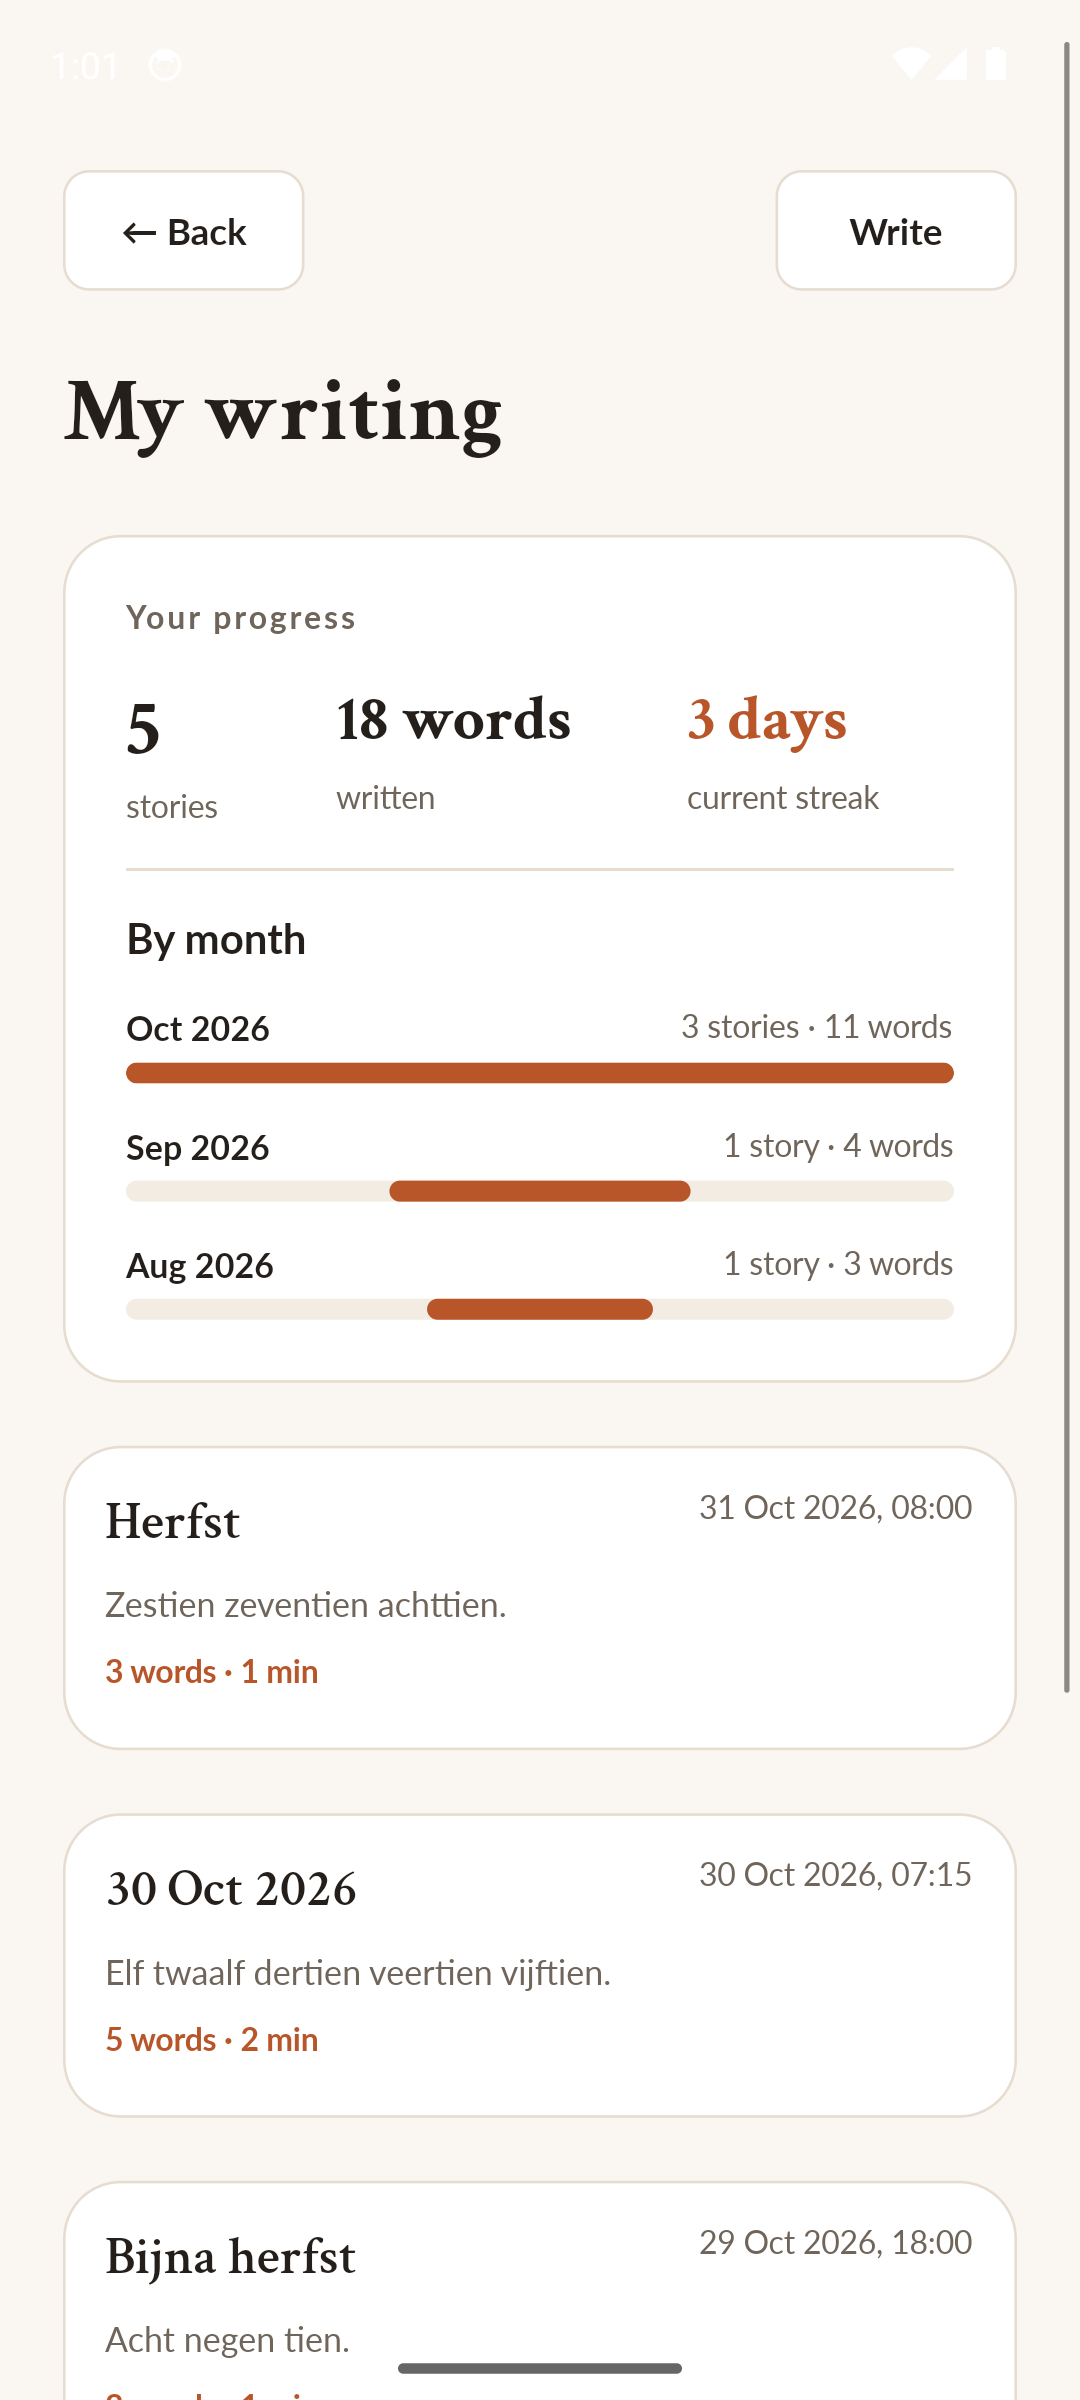 1:01
← Back
Write
My writing
Your progress
5
stories
18 words
written
3 days
current streak
By month
Oct 2026
3 stories · 11 words
Sep 2026
1 story · 4 words
Aug 2026
1 story · 3 words
Herfst
31 Oct 2026, 08:00
Zestien zeventien achttien.
3 words · 1 min
30 Oct 2026
30 Oct 2026, 07:15
Elf twaalf dertien veertien vijftien.
5 words · 2 min
Bijna herfst
29 Oct 2026, 18:00
Acht negen tien.